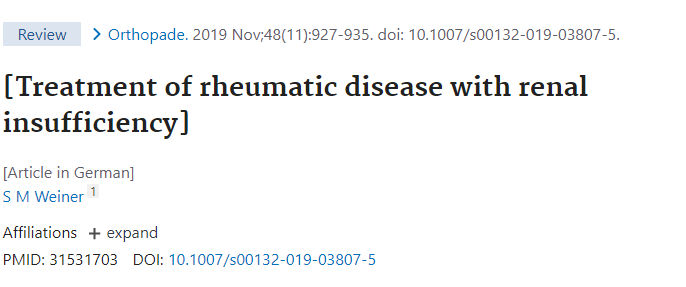 Review > Orthopade. 2019 Nov;48(11):927-935. doi: 10.1007/s00132-019-03807-5.
[Treatment of rheumatic disease with renal
insufficiency]
[Article in German]
S M Weiner 1
Affiliations + expand
PMID: 31531703 DOI: 10.1007/s00132-019-03807-5